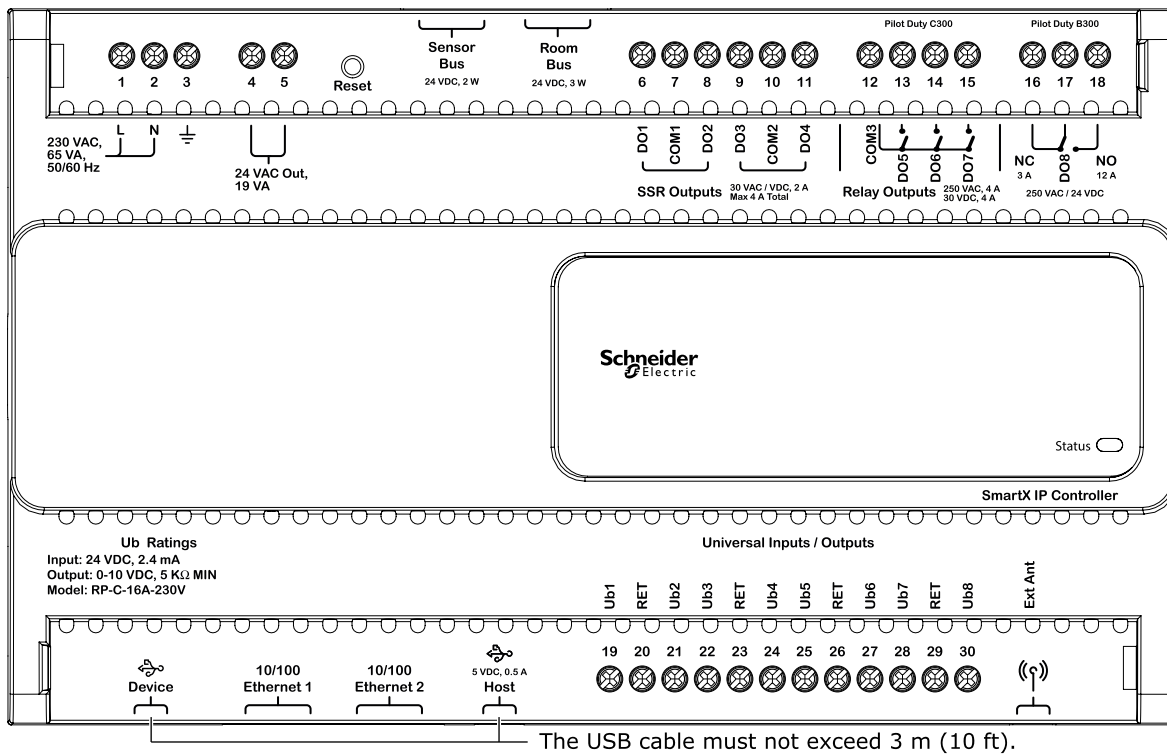 Pilot Duty C300 Pilot Duty B300
Sensor Bus
24 VDC, 2 W
Room Bus
24 VDC, 3 W
Reset
1 2 3 4 5 6 7 8 9 10 11 12 13 14 15 16 17 18
L N
230 VAC,
65 VA,
50/60 Hz
24 VAC Out,
19 VA
DO1 COM1 DO2 DO3 COM2 DO4
SSR Outputs
30 VAC / VDC, 2 A
Max 4 A Total
COM3 DO5 DO6 DO7
Relay Outputs
250 VAC, 4 A
30 VDC, 4 A
NC DO8 NO
3 A 12 A
250 VAC / 24 VDC
Schneider
Electric
Status
SmartX IP Controller
Ub Ratings
Input: 24 VDC, 2.4 mA
Output: 0-10 VDC, 5 KΩ MIN
Model: RP-C-16A-230V
Universal Inputs / Outputs
Ub1 RET Ub2 Ub3 RET Ub4 Ub5 RET Ub6 Ub7 RET Ub8 Ext Ant
19 20 21 22 23 24 25 26 27 28 29 30
Device
10/100
Ethernet 1
10/100
Ethernet 2
5 VDC, 0.5 A
Host
The USB cable must not exceed 3 m (10 ft).